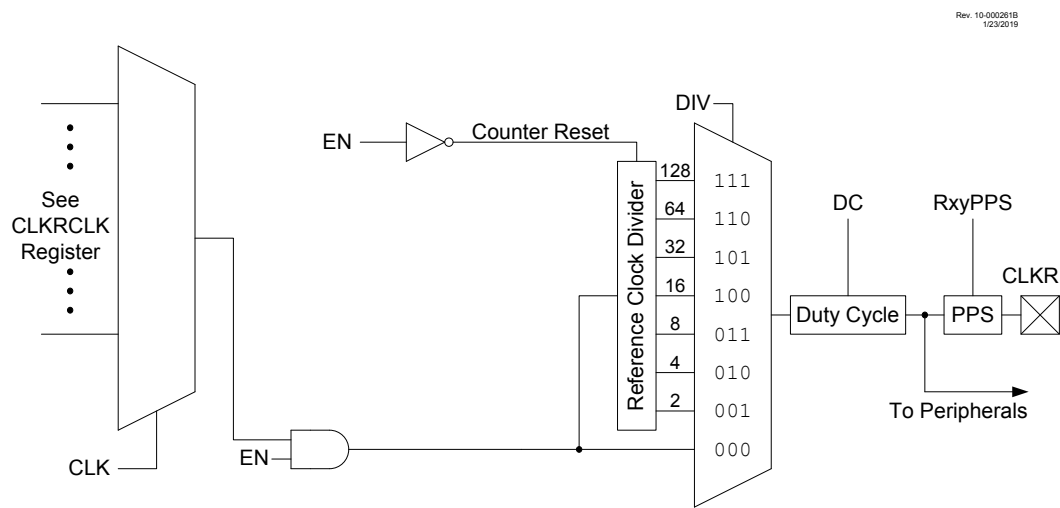 Rev. 10-000261B
1/23/2019
DIV
EN
Counter Reset
See
CLKRCLK
Register
Reference Clock Divider
128
111
64
110
32
101
16
100
8
011
4
010
2
001
000
DC
RxyPPS
CLKR
Duty Cycle
PPS
To Peripherals
EN
CLK